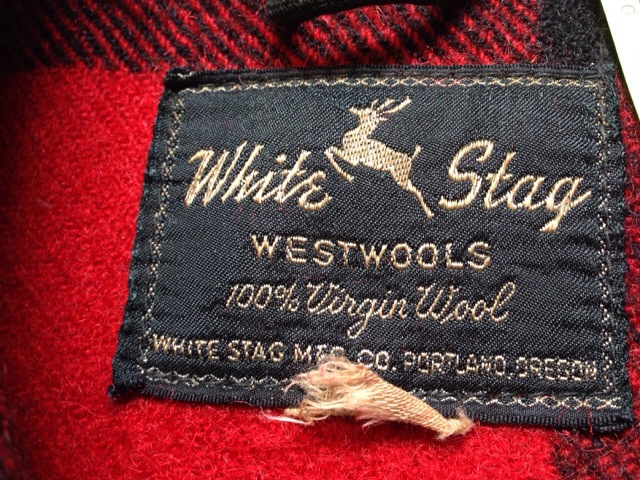 White Stag
WESTWOOLS
100% Virgin Wool
WHITE STAG MFG. CO. PORTLAND, OREGON